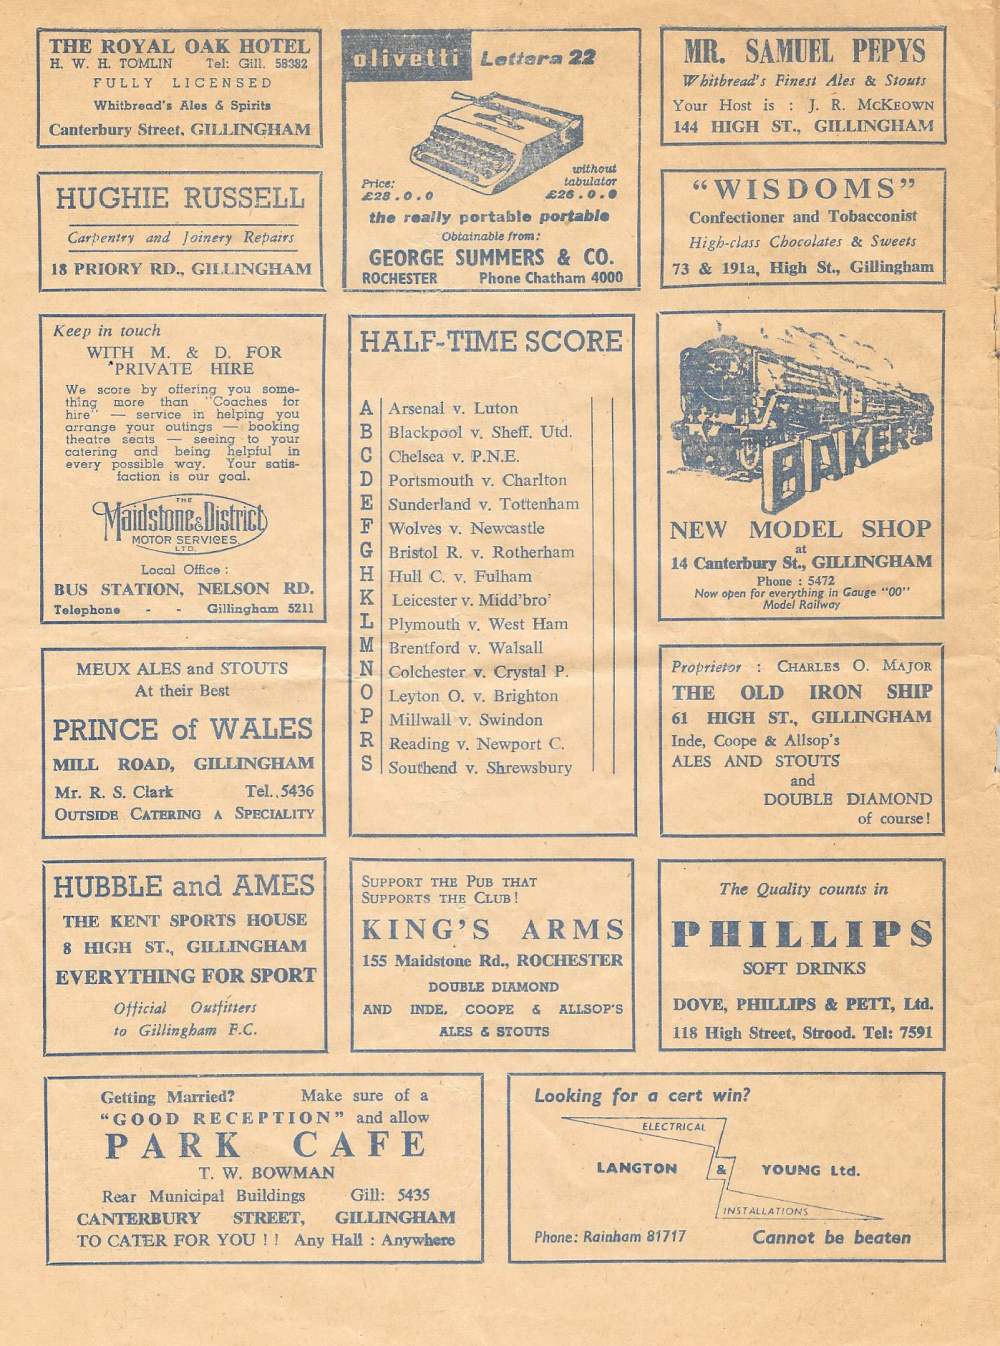 THE ROYAL OAK HOTEL
H. W. H. TOMLIN Tel: Gill. 58382
FULLY LICENSED
Whitbread's Ales & Spirits
Canterbury Street, GILLINGHAM
olivetti Lettera 22
Price: £28.0.0
without tabulator £26.0.0
the really portable portable
Obtainable from:
GEORGE SUMMERS & CO.
ROCHESTER Phone Chatham 4000
MR. SAMUEL PEPYS
Whitbread's Finest Ales & Stouts
Your Host is : J. R. McKEOWN
144 HIGH ST., GILLINGHAM
HUGHIE RUSSELL
Carpentry and Joinery Repairs
18 PRIORY RD., GILLINGHAM
"WISDOMS"
Confectioner and Tobacconist
High-class Chocolates & Sweets
73 & 191a, High St., Gillingham
Keep in touch
WITH M. & D. FOR
PRIVATE HIRE
We score by offering you some-
thing more than "Coaches for
hire" — service in helping you
arrange your outings — booking
theatre seats — seeing to your
catering and being helpful in
every possible way. Your satis-
faction is our goal.
THE
Maidstone & District
MOTOR SERVICES
LTD.
Local Office :
BUS STATION, NELSON RD.
Telephone - - Gillingham 5211
HALF-TIME SCORE
A Arsenal v. Luton
B Blackpool v. Sheff. Utd.
C Chelsea v. P.N.E.
D Portsmouth v. Charlton
E Sunderland v. Tottenham
F Wolves v. Newcastle
G Bristol R. v. Rotherham
H Hull C. v. Fulham
K Leicester v. Midd'bro'
L Plymouth v. West Ham
M Brentford v. Walsall
N Colchester v. Crystal P.
O Leyton O. v. Brighton
P Millwall v. Swindon
R Reading v. Newport C.
S Southend v. Shrewsbury
BAKER
NEW MODEL SHOP
at
14 Canterbury St., GILLINGHAM
Phone : 5472
Now open for everything in Gauge "00"
Model Railway
MEUX ALES and STOUTS
At their Best
PRINCE of WALES
MILL ROAD, GILLINGHAM
Mr. R. S. Clark Tel. 5436
OUTSIDE CATERING A SPECIALITY
Proprietor : CHARLES O. MAJOR
THE OLD IRON SHIP
61 HIGH ST., GILLINGHAM
Inde, Coope & Allsop's
ALES AND STOUTS
and
DOUBLE DIAMOND
of course!
HUBBLE and AMES
THE KENT SPORTS HOUSE
8 HIGH ST., GILLINGHAM
EVERYTHING FOR SPORT
Official Outfitters
to Gillingham F.C.
SUPPORT THE PUB THAT
SUPPORTS THE CLUB!
KING'S ARMS
155 Maidstone Rd., ROCHESTER
DOUBLE DIAMOND
AND INDE, COOPE & ALLSOP'S
ALES & STOUTS
The Quality counts in
PHILLIPS
SOFT DRINKS
DOVE, PHILLIPS & PETT, Ltd.
118 High Street, Strood. Tel: 7591
Getting Married? Make sure of a
"GOOD RECEPTION" and allow
PARK CAFE
T. W. BOWMAN
Rear Municipal Buildings Gill: 5435
CANTERBURY STREET, GILLINGHAM
TO CATER FOR YOU !! Any Hall : Anywhere
Looking for a cert win?
ELECTRICAL
LANGTON & YOUNG Ltd.
INSTALLATIONS
Phone: Rainham 81717 Cannot be beaten